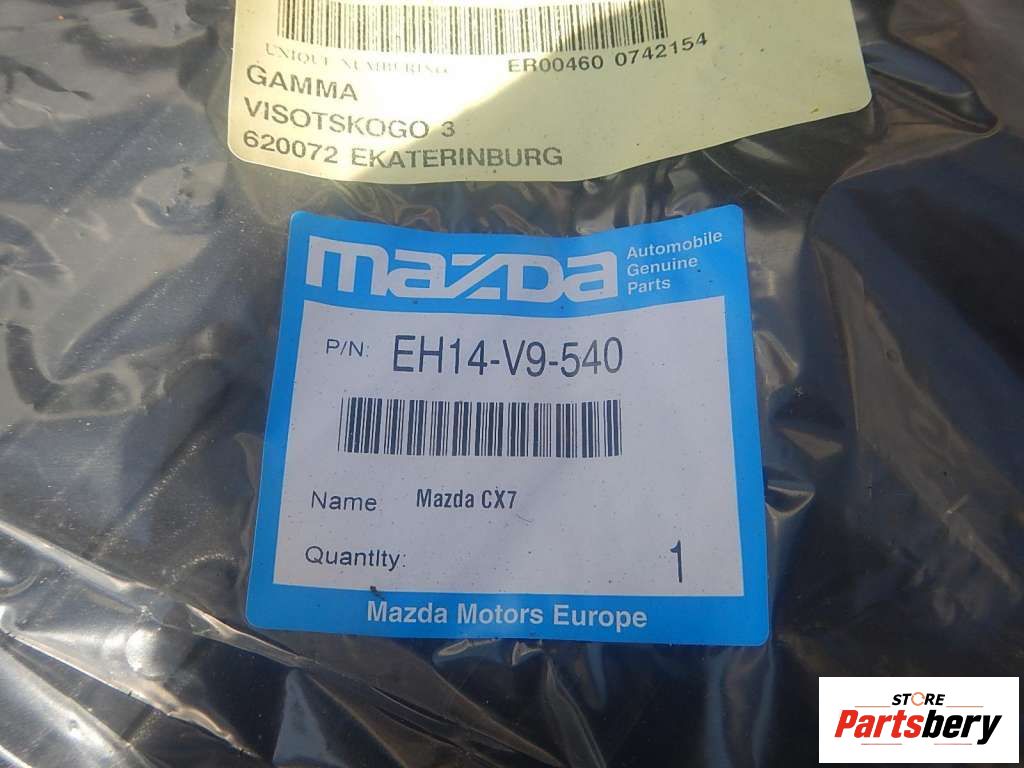 UNIQUE NUMBERING
ER00460 0742154
GAMMA
VISOTSKOGO 3
620072 EKATERINBURG
mazda
Automobile
Genuine
Parts
P/N: EH14-V9-540
Name Mazda CX7
Quantity: 1
Mazda Motors Europe
STORE
Partsbery